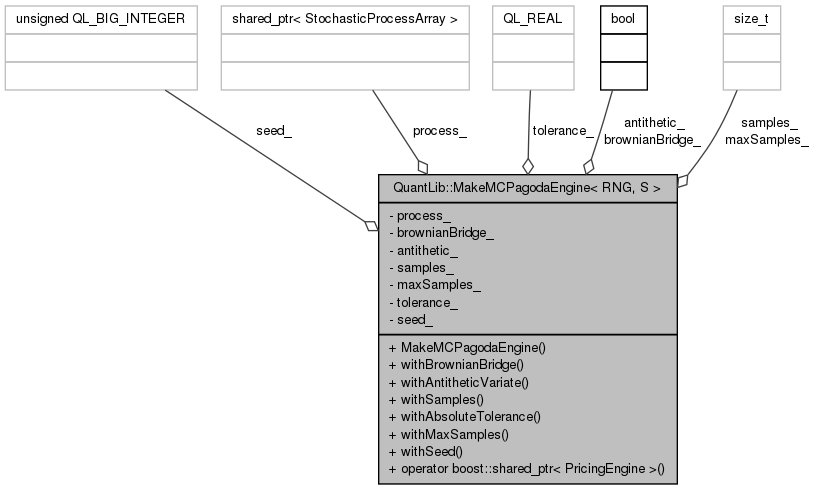 unsigned QL_BIG_INTEGER
shared_ptr< StochasticProcessArray >
QL_REAL
bool
size_t
seed_
process_
tolerance_
antithetic_
brownianBridge_
samples_
maxSamples_
QuantLib::MakeMCPagodaEngine< RNG, S >
- process_
- brownianBridge_
- antithetic_
- samples_
- maxSamples_
- tolerance_
- seed_
+ MakeMCPagodaEngine()
+ withBrownianBridge()
+ withAntitheticVariate()
+ withSamples()
+ withAbsoluteTolerance()
+ withMaxSamples()
+ withSeed()
+ operator boost::shared_ptr< PricingEngine >()